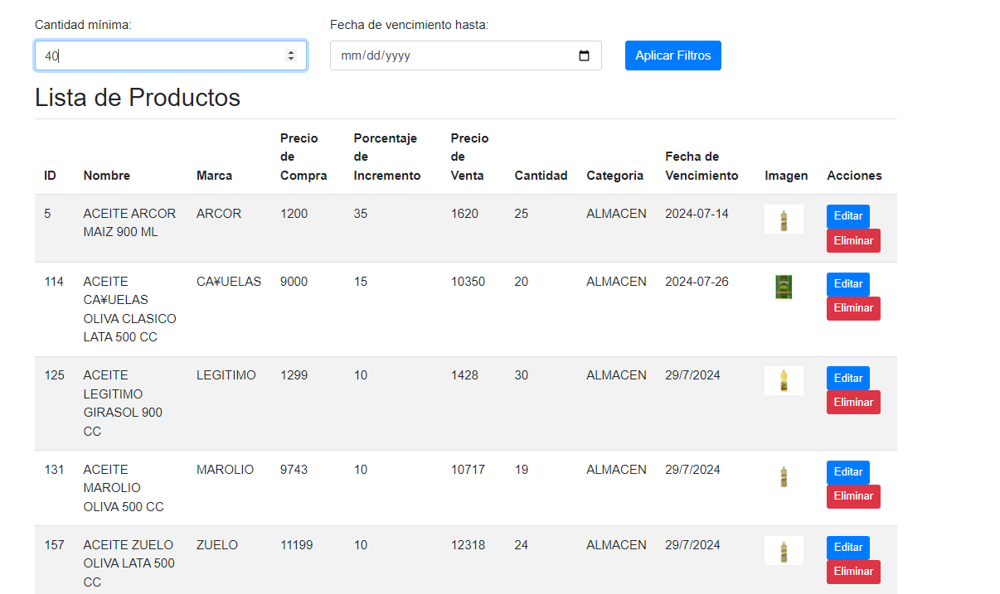 Cantidad mínima: Fecha de vencimiento hasta:
40 mm/dd/yyyy Aplicar Filtros
Lista de Productos
ID Nombre Marca Precio de Compra Porcentaje de Incremento Precio de Venta Cantidad Categoría Fecha de Vencimiento Imagen Acciones
5 ACEITE ARCOR MAIZ 900 ML ARCOR 1200 35 1620 25 ALMACEN 2024-07-14 Editar Eliminar
114 ACEITE CA¥UELAS OLIVA CLASICO LATA 500 CC CA¥UELAS 9000 15 10350 20 ALMACEN 2024-07-26 Editar Eliminar
125 ACEITE LEGITIMO GIRASOL 900 CC LEGITIMO 1299 10 1428 30 ALMACEN 29/7/2024 Editar Eliminar
131 ACEITE MAROLIO OLIVA 500 CC MAROLIO 9743 10 10717 19 ALMACEN 29/7/2024 Editar Eliminar
157 ACEITE ZUELO OLIVA LATA 500 CC ZUELO 11199 10 12318 24 ALMACEN 29/7/2024 Editar Eliminar